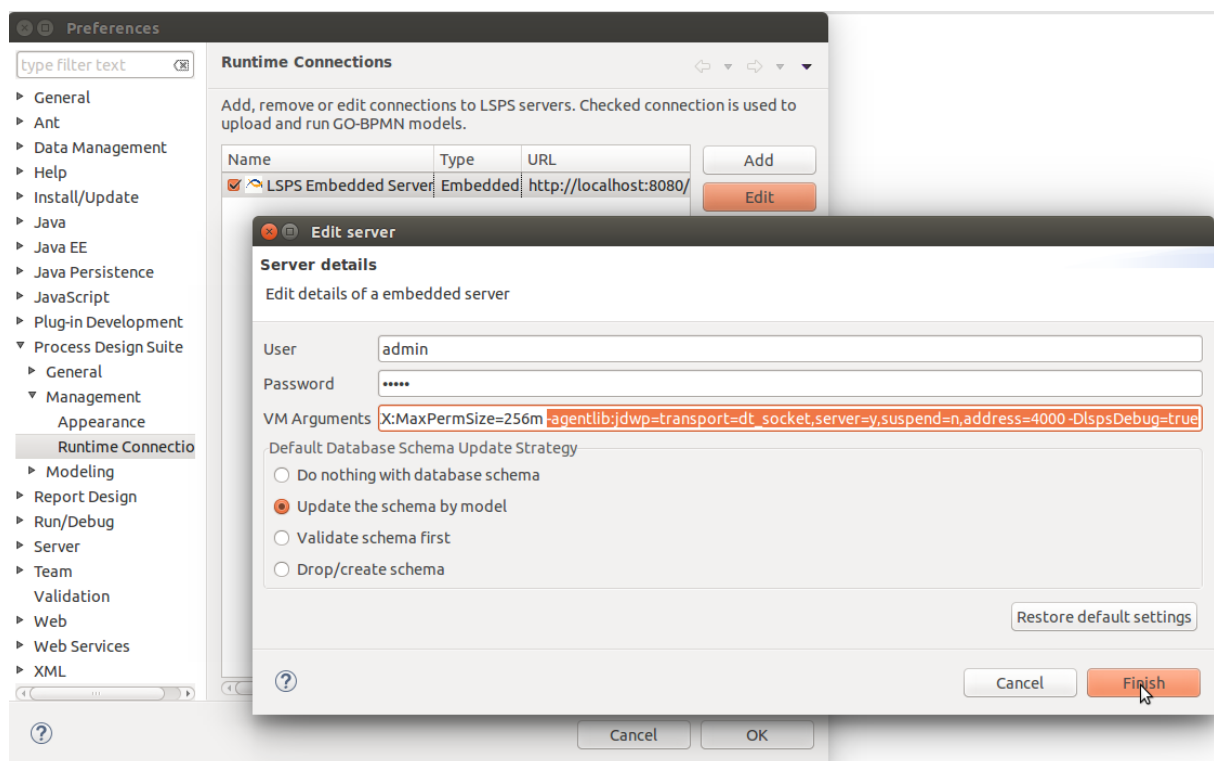 Preferences
type filter text
General
Ant
Data Management
Help
Install/Update
Java
Java EE
Java Persistence
JavaScript
Plug-in Development
Process Design Suite
General
Management
Appearance
Runtime Connectio
Modeling
Report Design
Run/Debug
Server
Team
Validation
Web
Web Services
XML
Runtime Connections
Add, remove or edit connections to LSPS servers. Checked connection is used to
upload and run GO-BPMN models.
Name Type URL
LSPS Embedded Server Embedded http://localhost:8080/
Add
Edit
Edit server
Server details
Edit details of a embedded server
User admin
Password •••••
VM Arguments X:MaxPermSize=256m -agentlib:jdwp=transport=dt_socket,server=y,suspend=n,address=4000 -DlspsDebug=true
Default Database Schema Update Strategy
Do nothing with database schema
Update the schema by model
Validate schema first
Drop/create schema
Restore default settings
? Cancel Finish
? Cancel OK